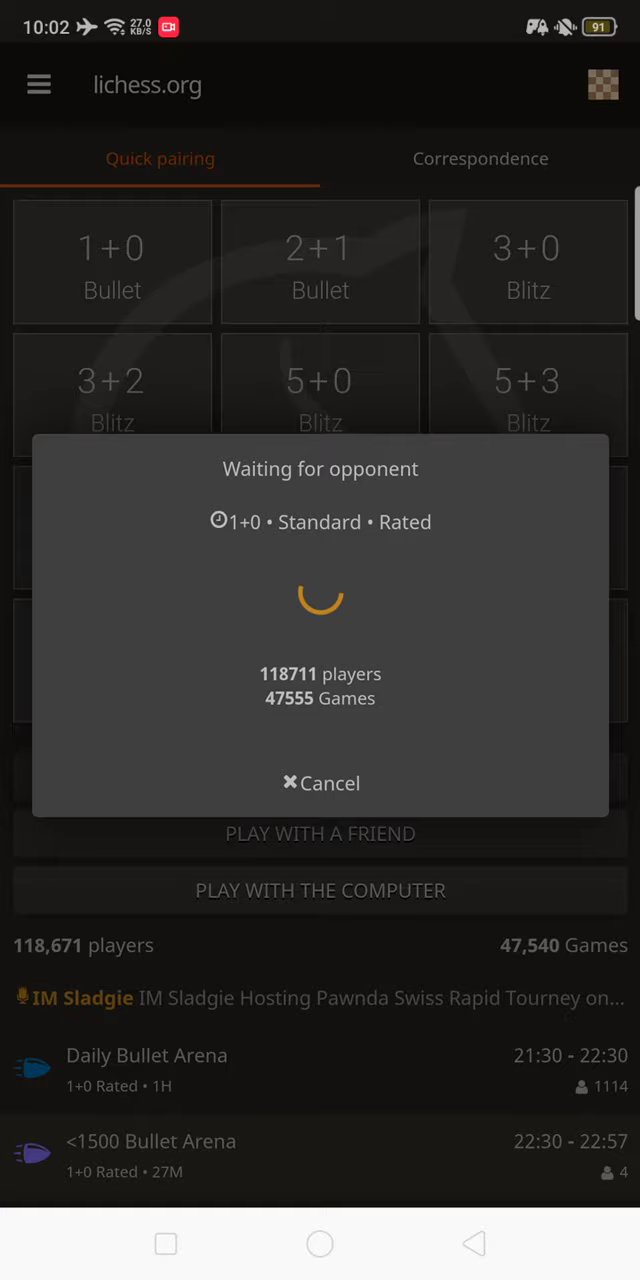 10:02 27.0 KB/S 91
lichess.org
Quick pairing Correspondence
1+0 2+1 3+0
Bullet Bullet Blitz
3+2 5+0 5+3
Blitz Blitz Blitz
Waiting for opponent
1+0 • Standard • Rated
118711 players
47555 Games
Cancel
PLAY WITH A FRIEND
PLAY WITH THE COMPUTER
118,671 players 47,540 Games
IM Sladgie IM Sladgie Hosting Pawnda Swiss Rapid Tourney on...
Daily Bullet Arena 21:30 - 22:30
1+0 Rated • 1H 1114
<1500 Bullet Arena 22:30 - 22:57
1+0 Rated • 27M 4